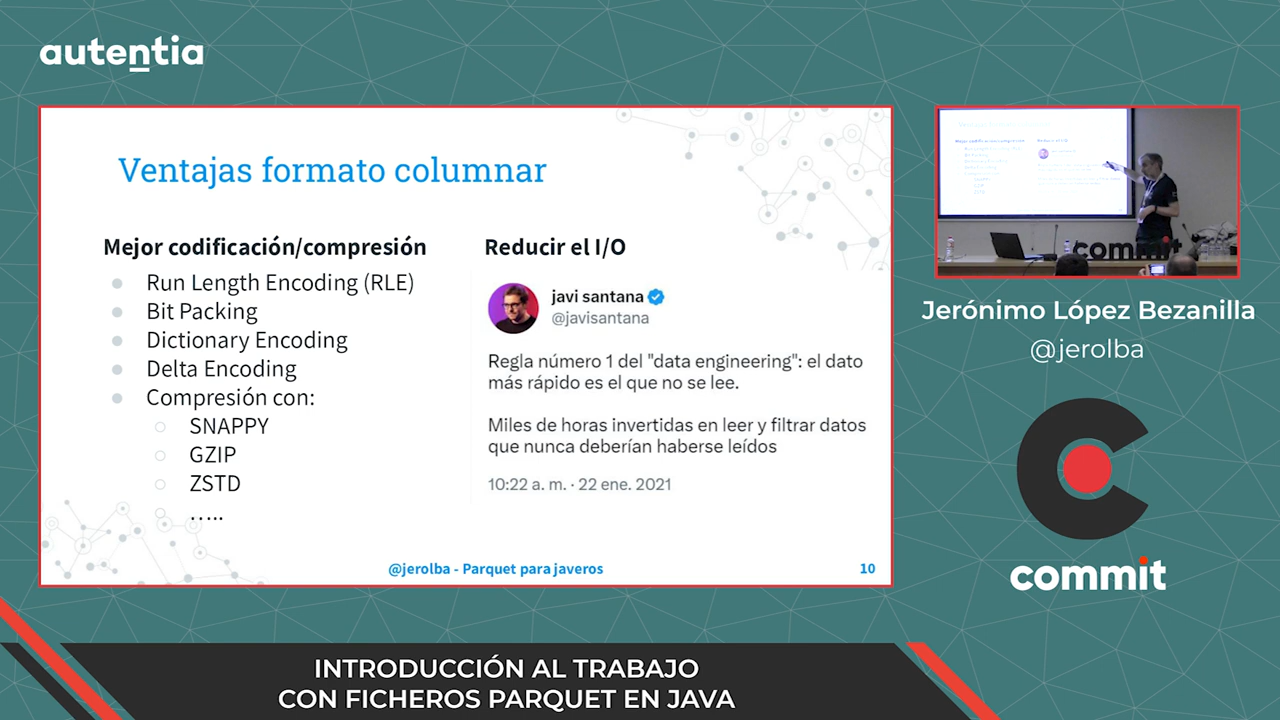 autentia
Ventajas formato columnar
Mejor codificación/compresión
Run Length Encoding (RLE)
Bit Packing
Dictionary Encoding
Delta Encoding
Compresión con:
SNAPPY
GZIP
ZSTD
.....
Reducir el I/O
javi santana
@javisantana
Regla número 1 del "data engineering": el dato
más rápido es el que no se lee.
Miles de horas invertidas en leer y filtrar datos
que nunca deberían haberse leídos
10:22 a. m. · 22 ene. 2021
@jerolba - Parquet para javeros
10
commit
Jerónimo López Bezanilla
@jerolba
commit
INTRODUCCIÓN AL TRABAJO
CON FICHEROS PARQUET EN JAVA